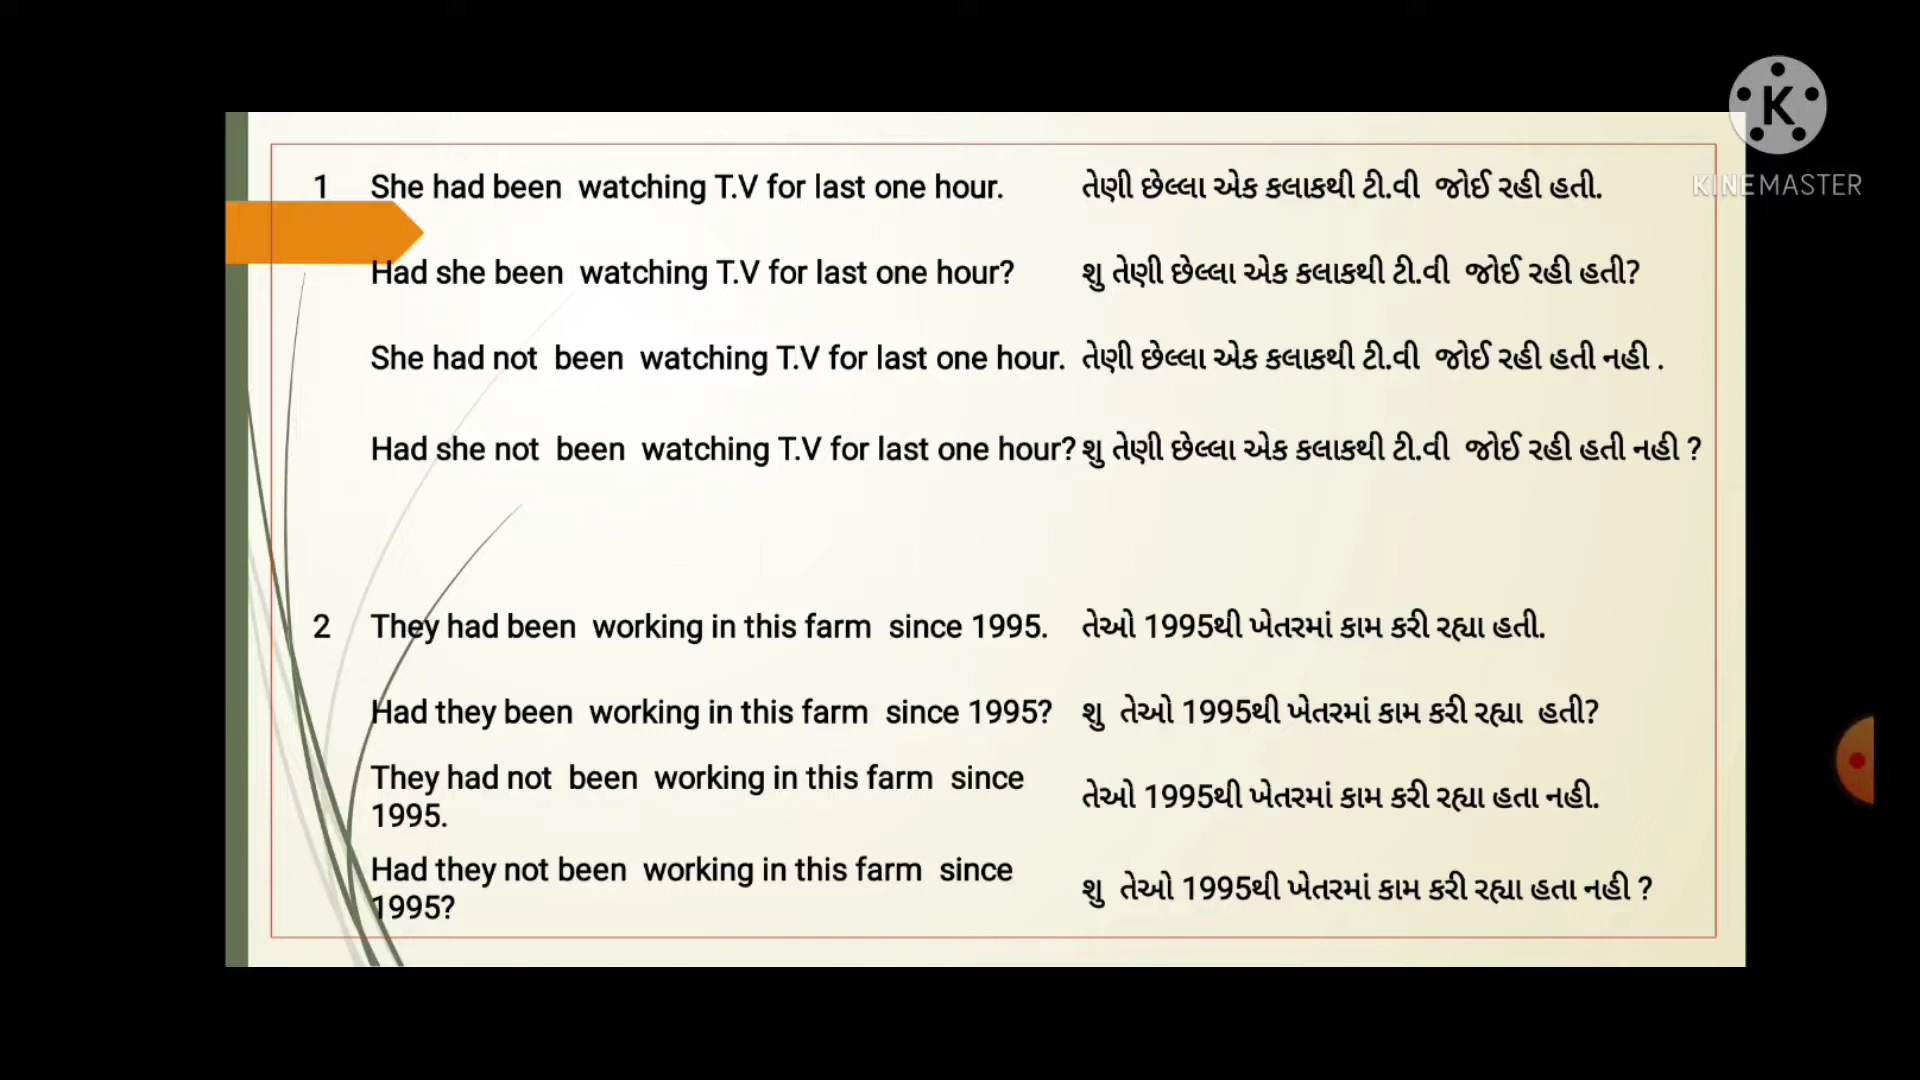 K
KINEMASTER
1 She had been watching T.V for last one hour. તેણી છેલ્લા એક કલાકથી ટી.વી જોઈ રહી હતી.
Had she been watching T.V for last one hour? શુ તેણી છેલ્લા એક કલાકથી ટી.વી જોઈ રહી હતી?
She had not been watching T.V for last one hour. તેણી છેલ્લા એક કલાકથી ટી.વી જોઈ રહી હતી નહી .
Had she not been watching T.V for last one hour? શુ તેણી છેલ્લા એક કલાકથી ટી.વી જોઈ રહી હતી નહી ?
2 They had been working in this farm since 1995. તેઓ 1995થી ખેતરમાં કામ કરી રહ્યા હતી.
Had they been working in this farm since 1995? શુ તેઓ 1995થી ખેતરમાં કામ કરી રહ્યા હતી?
They had not been working in this farm since
1995.
તેઓ 1995થી ખેતરમાં કામ કરી રહ્યા હતા નહી.
Had they not been working in this farm since
1995?
શુ તેઓ 1995થી ખેતરમાં કામ કરી રહ્યા હતા નહી ?